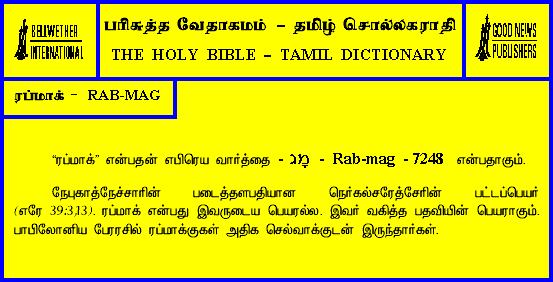 BELLWETHER
INTERNATIONAL
பரிசுத்த வேதாகமம் – தமிழ் சொல்லகராதி
THE HOLY BIBLE – TAMIL DICTIONARY
GOOD NEWS
PUBLISHERS
ரப்மாக் – RAB-MAG
“ரப்மாக்” என்பதன் எபிரெய வார்த்தை - מָג - Rab-mag - 7248 என்பதாகும்.
நேபுகாத்நேச்சாரின் படைத்தளபதியான நெர்கல்சரேத்சேரின் பட்டப்பெயர்
(எரே 39:3,13). ரப்மாக் என்பது இவருடைய பெயரல்ல. இவர் வகித்த பதவியின் பெயராகும்.
பாபிலோனிய பேரரசில் ரப்மாக்குகள் அதிக செல்வாக்குடன் இருந்தார்கள்.